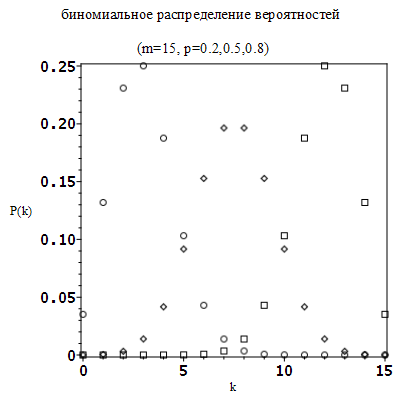 биномиальное распределение вероятностей
(m=15, p=0.2,0.5,0.8)
0.25
0.20
0.15
P(k)
0.10
0.05
0
0 5 10 15
k